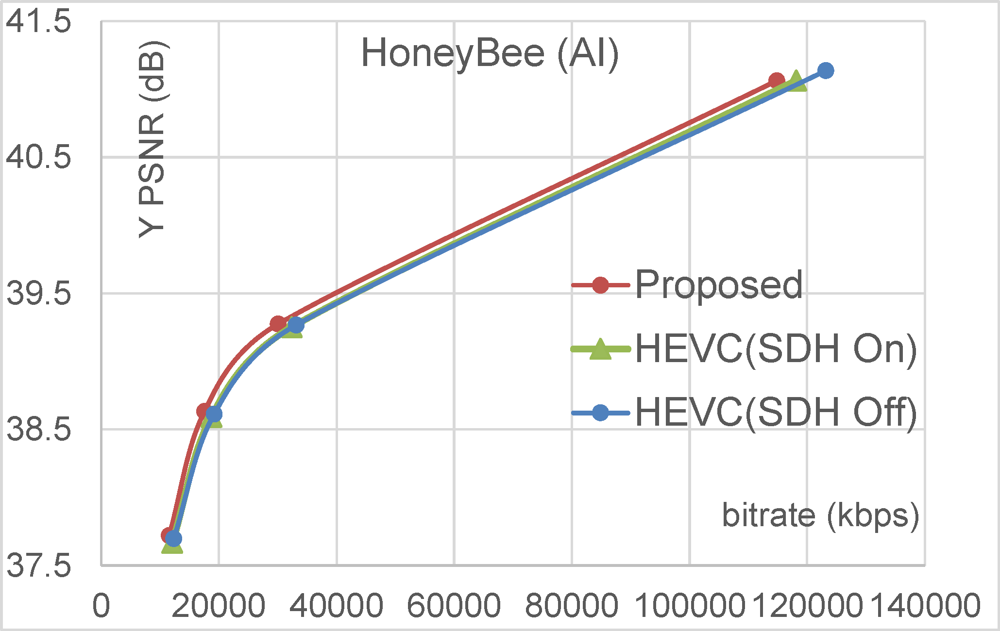 HoneyBee (AI)
Y PSNR (dB)
41.5
40.5
39.5
38.5
37.5
Proposed
HEVC(SDH On)
HEVC(SDH Off)
bitrate (kbps)
0 20000 40000 60000 80000 100000 120000 140000